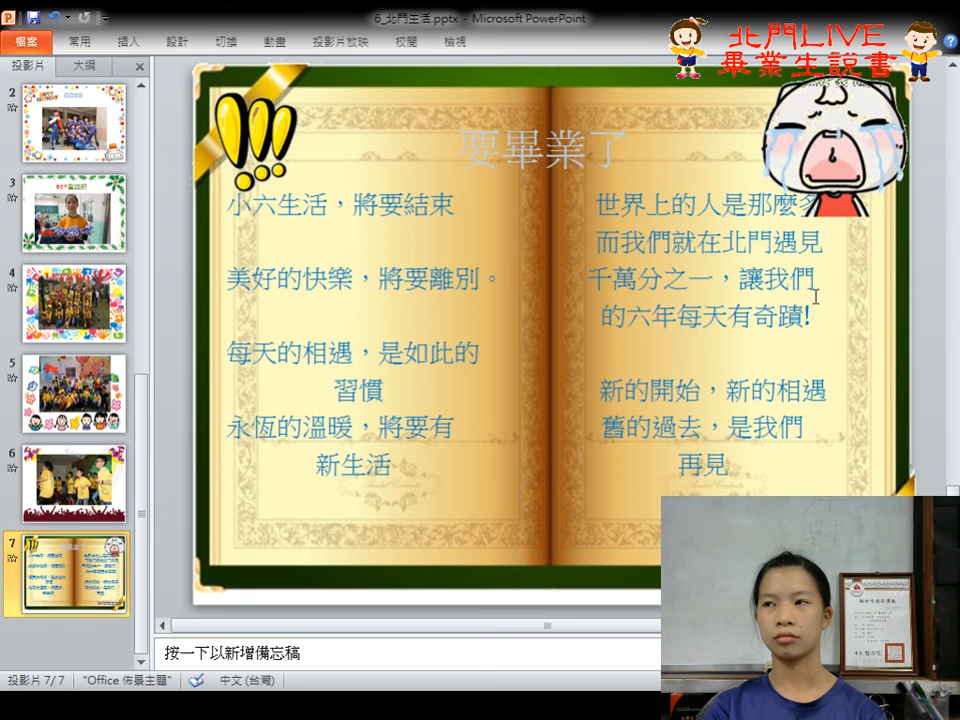 6_北門生活.pptx - Microsoft PowerPoint
檔案 常用 插入 設計 切換 動畫 投影片放映 校閱 檢視
北門LIVE
畢業生說書
投影片 大綱
2
3
4
5
6
7
要畢業了
小六生活，將要結束
美好的快樂，將要離別。
每天的相遇，是如此的
習慣
永恆的溫暖，將要有
新生活
世界上的人是那麼多
而我們就在北門遇見
千萬分之一，讓我們
的六年每天有奇蹟!
新的開始，新的相遇
舊的過去，是我們
再見
按一下以新增備忘稿
投影片 7/7 "Office 佈景主題" 中文 (台灣)